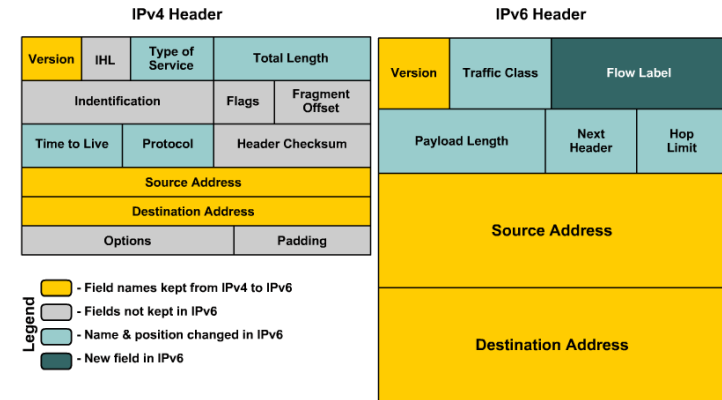 IPv4 Header
IPv6 Header
Version
IHL
Type of
Service
Total Length
Indentification
Flags
Fragment
Offset
Time to Live
Protocol
Header Checksum
Source Address
Destination Address
Options
Padding
Version
Traffic Class
Flow Label
Payload Length
Next
Header
Hop
Limit
Source Address
Destination Address
Legend
- Field names kept from IPv4 to IPv6
- Fields not kept in IPv6
- Name & position changed in IPv6
- New field in IPv6